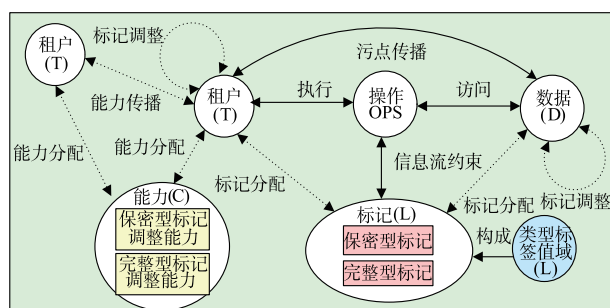 租户
(T)
标记调整
能力传播
租户
(T)
污点传播
执行
操作
OPS
访问
数据
(D)
能力分配
能力分配
标记分配
信息流约束
标记分配
标记调整
能力(C)
保密型标记
调整能力
完整型标记
调整能力
标记(L)
保密型标记
完整型标记
构成
类型标
签值域
(L)